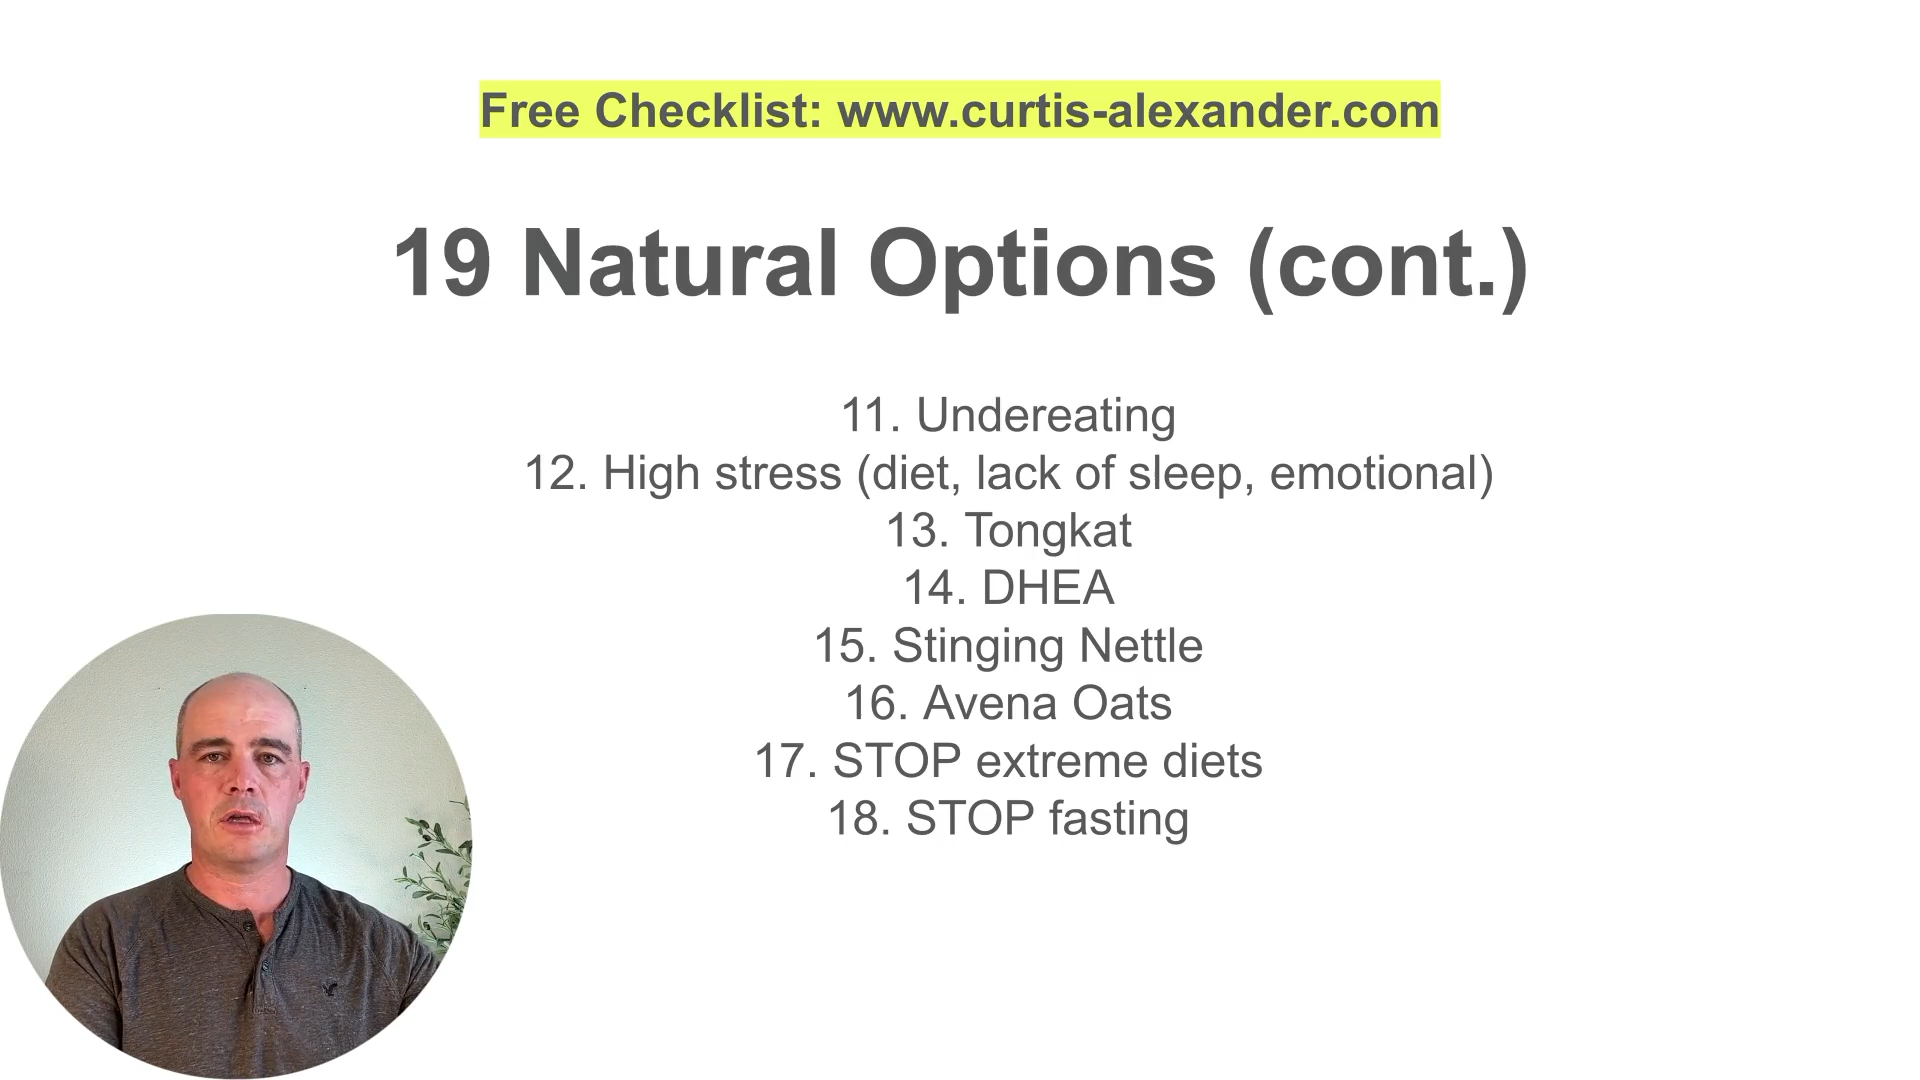 Free Checklist: www.curtis-alexander.com
19 Natural Options (cont.)
11. Undereating
12. High stress (diet, lack of sleep, emotional)
13. Tongkat
14. DHEA
15. Stinging Nettle
16. Avena Oats
17. STOP extreme diets
18. STOP fasting